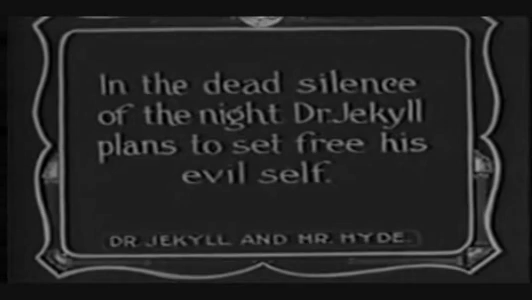 In the dead silence
of the night Dr. Jekyll
plans to set free his
evil self.
DR. JEKYLL AND MR. HYDE.